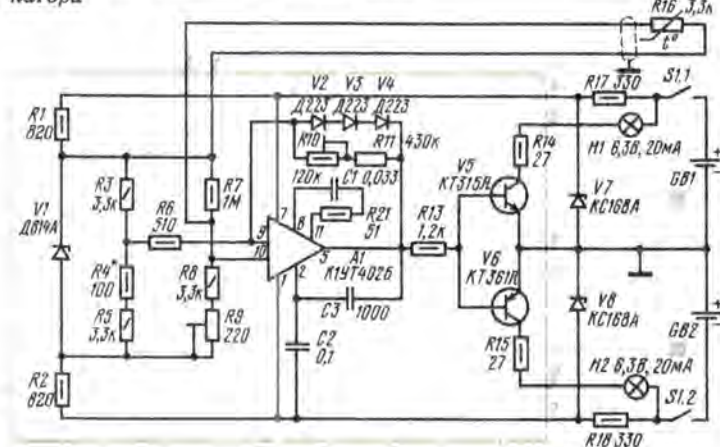 катора
R16 3,3к
t°
R17 330
S1.1
V2 V3 V4
Д223 Д223 Д223
R1
820
R10
R11
430к
R14
27
H1 6,3В, 20мА
R3
3,3к
R7
1М
120к
C1 0,033
V5
КТ315А
GB1
V1
Д814А
R6
510
7
8
11
R21
51
R13
1,2к
V7
КС168А
9
10
5
A1
К1УТ402Б
V6
R4*
100
R8
3,3к
1
2
C3
1000
V8
КС168А
R5
3,3к
R9
220
R15
27
GB2
C2
0,1
H2 6,3В, 20мА
R2
820
S1.2
R18 330